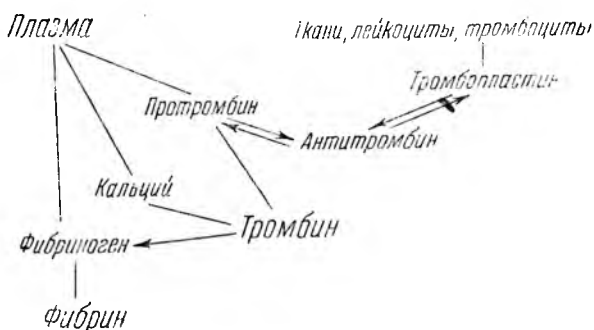 Плазма
Ткани, лейкоциты, тромбоциты
Тромбопластин
Протромбин
Антитромбин
Кальций
Тромбин
Фибриноген
Фибрин